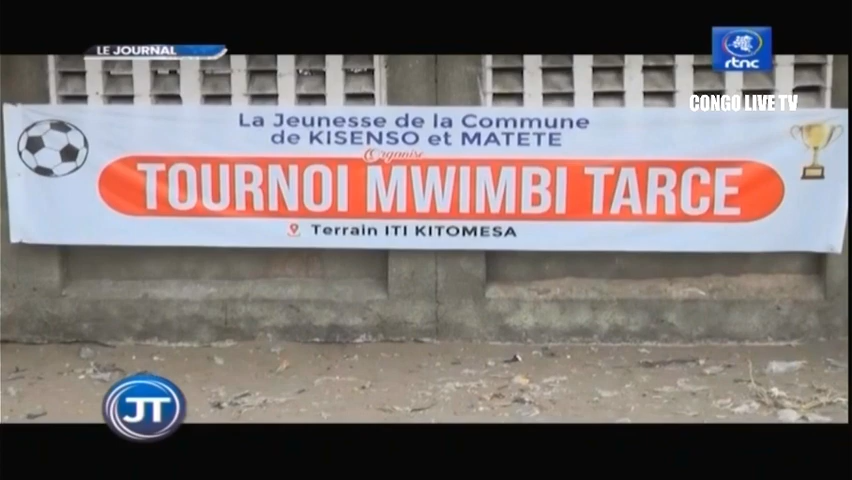 LE JOURNAL
rtnc
CONGO LIVE TV
La Jeunesse de la Commune
de KISENSO et MATETE
Organise
TOURNOI MWIMBI TARCE
Terrain ITI KITOMESA
JT